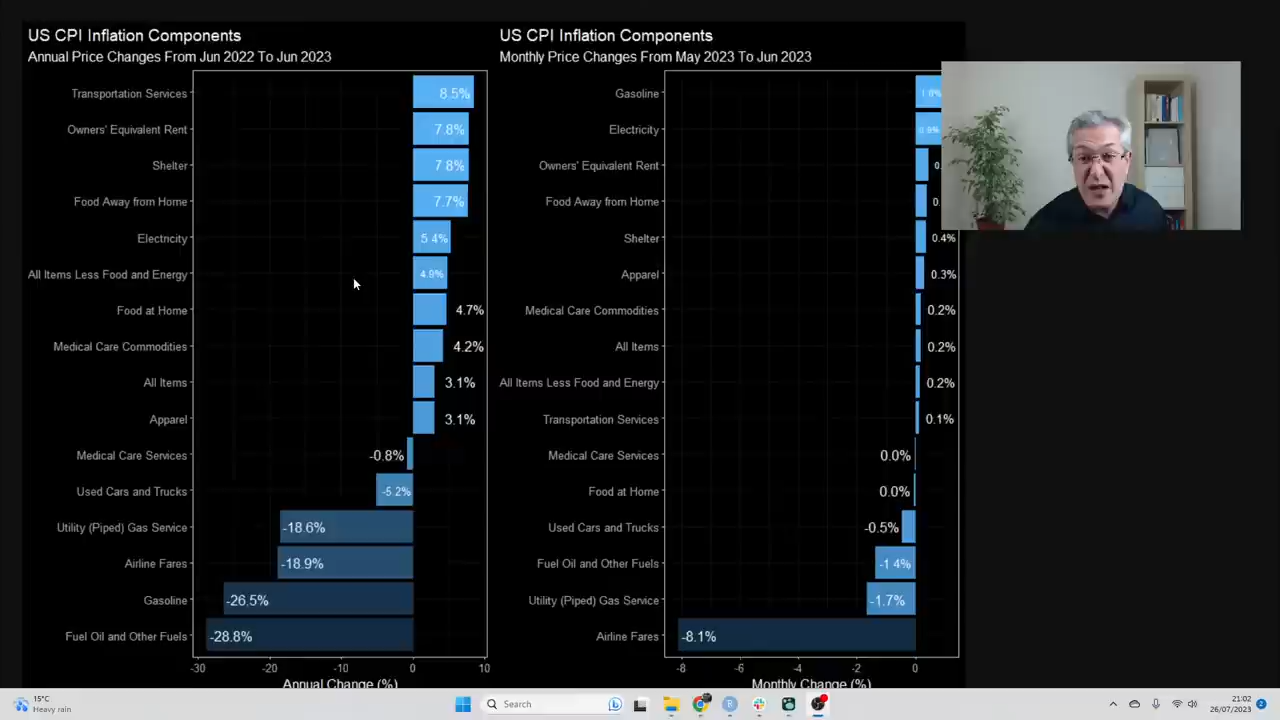 US CPI Inflation Components
Annual Price Changes From Jun 2022 To Jun 2023
Transportation Services 8.5%
Owners' Equivalent Rent 7.8%
Shelter 7.8%
Food Away from Home 7.7%
Electricity 5.4%
All Items Less Food and Energy 4.8%
Food at Home 4.7%
Medical Care Commodities 4.2%
All Items 3.1%
Apparel 3.1%
Medical Care Services -0.8%
Used Cars and Trucks -5.2%
Utility (Piped) Gas Service -18.6%
Airline Fares -18.9%
Gasoline -26.5%
Fuel Oil and Other Fuels -28.8%
-30 -20 -10 0 10
Annual Change (%)
US CPI Inflation Components
Monthly Price Changes From May 2023 To Jun 2023
Gasoline 1.0%
Electricity 0.9%
Owners' Equivalent Rent 0.
Food Away from Home 0.
Shelter 0.4%
Apparel 0.3%
Medical Care Commodities 0.2%
All Items 0.2%
All Items Less Food and Energy 0.2%
Transportation Services 0.1%
Medical Care Services 0.0%
Food at Home 0.0%
Used Cars and Trucks -0.5%
Fuel Oil and Other Fuels -1.4%
Utility (Piped) Gas Service -1.7%
Airline Fares -8.1%
-8 -6 -4 -2 0
Monthly Change (%)
15°C
Heavy rain
Search
21:02
26/07/2023